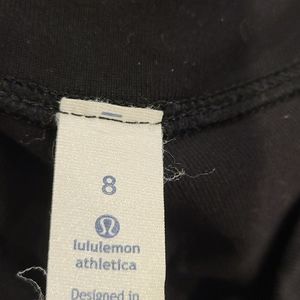 8
lululemon
athletica
Designed in